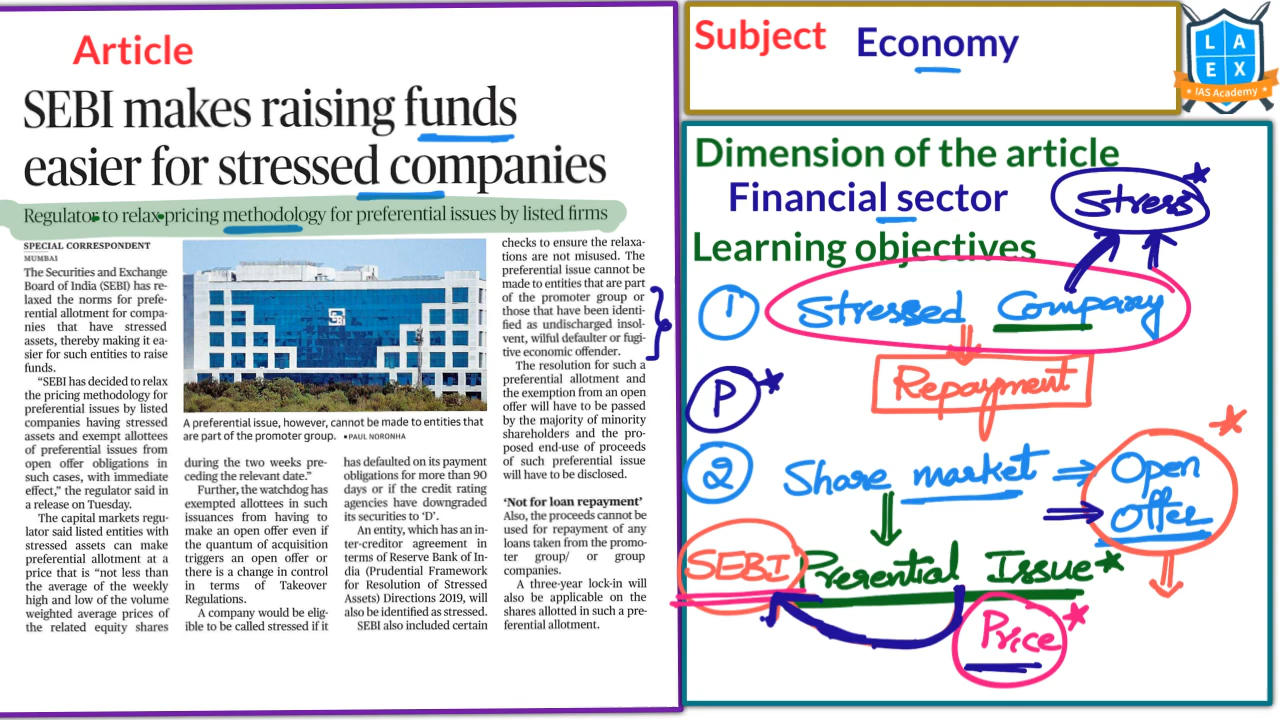 Article
SEBI makes raising funds
easier for stressed companies
Regulator to relax pricing methodology for preferential issues by listed firms
SPECIAL CORRESPONDENT
MUMBAI
The Securities and Exchange
Board of India (SEBI) has re-
laxed the norms for prefe-
rential allotment for compa-
nies that have stressed
assets, thereby making it ea-
sier for such entities to raise
funds.
“SEBI has decided to relax
the pricing methodology for
preferential issues by listed
companies having stressed
assets and exempt allottees
of preferential issues from
open offer obligations in
such cases, with immediate
effect,” the regulator said in
a release on Tuesday.
The capital markets regu-
lator said listed entities with
stressed assets can make
preferential allotment at a
price that is “not less than
the average of the weekly
high and low of the volume
weighted average prices of
the related equity shares
A preferential issue, however, cannot be made to entities that
are part of the promoter group. ▪ PAUL NORONHA
during the two weeks pre-
ceding the relevant date.”
Further, the watchdog has
exempted allottees in such
issuances from having to
make an open offer even if
the quantum of acquisition
triggers an open offer or
there is a change in control
in terms of Takeover
Regulations.
A company would be elig-
ible to be called stressed if it
has defaulted on its payment
obligations for more than 90
days or if the credit rating
agencies have downgraded
its securities to ‘D’.
An entity, which has an in-
ter-creditor agreement in
terms of Reserve Bank of In-
dia (Prudential Framework
for Resolution of Stressed
Assets) Directions 2019, will
also be identified as stressed.
SEBI also included certain
checks to ensure the relaxa-
tions are not misused. The
preferential issue cannot be
made to entities that are part
of the promoter group or
those that have been identi-
fied as undischarged insol-
vent, wilful defaulter or fugi-
tive economic offender.
The resolution for such a
preferential allotment and
the exemption from an open
offer will have to be passed
by the majority of minority
shareholders and the pro-
posed end-use of proceeds
of such preferential issue
will have to be disclosed.
‘Not for loan repayment’
Also, the proceeds cannot be
used for repayment of any
loans taken from the promo-
ter group/ or group
companies.
A three-year lock-in will
also be applicable on the
shares allotted in such a pre-
ferential allotment.
Subject Economy
LA
EX
IAS Academy
Dimension of the article
Financial sector
Stress
Learning objectives
1 Stressed Company
Repayment
P
2 Share market ⇒ Open
Offer
SEBI Prerential Issue
Price